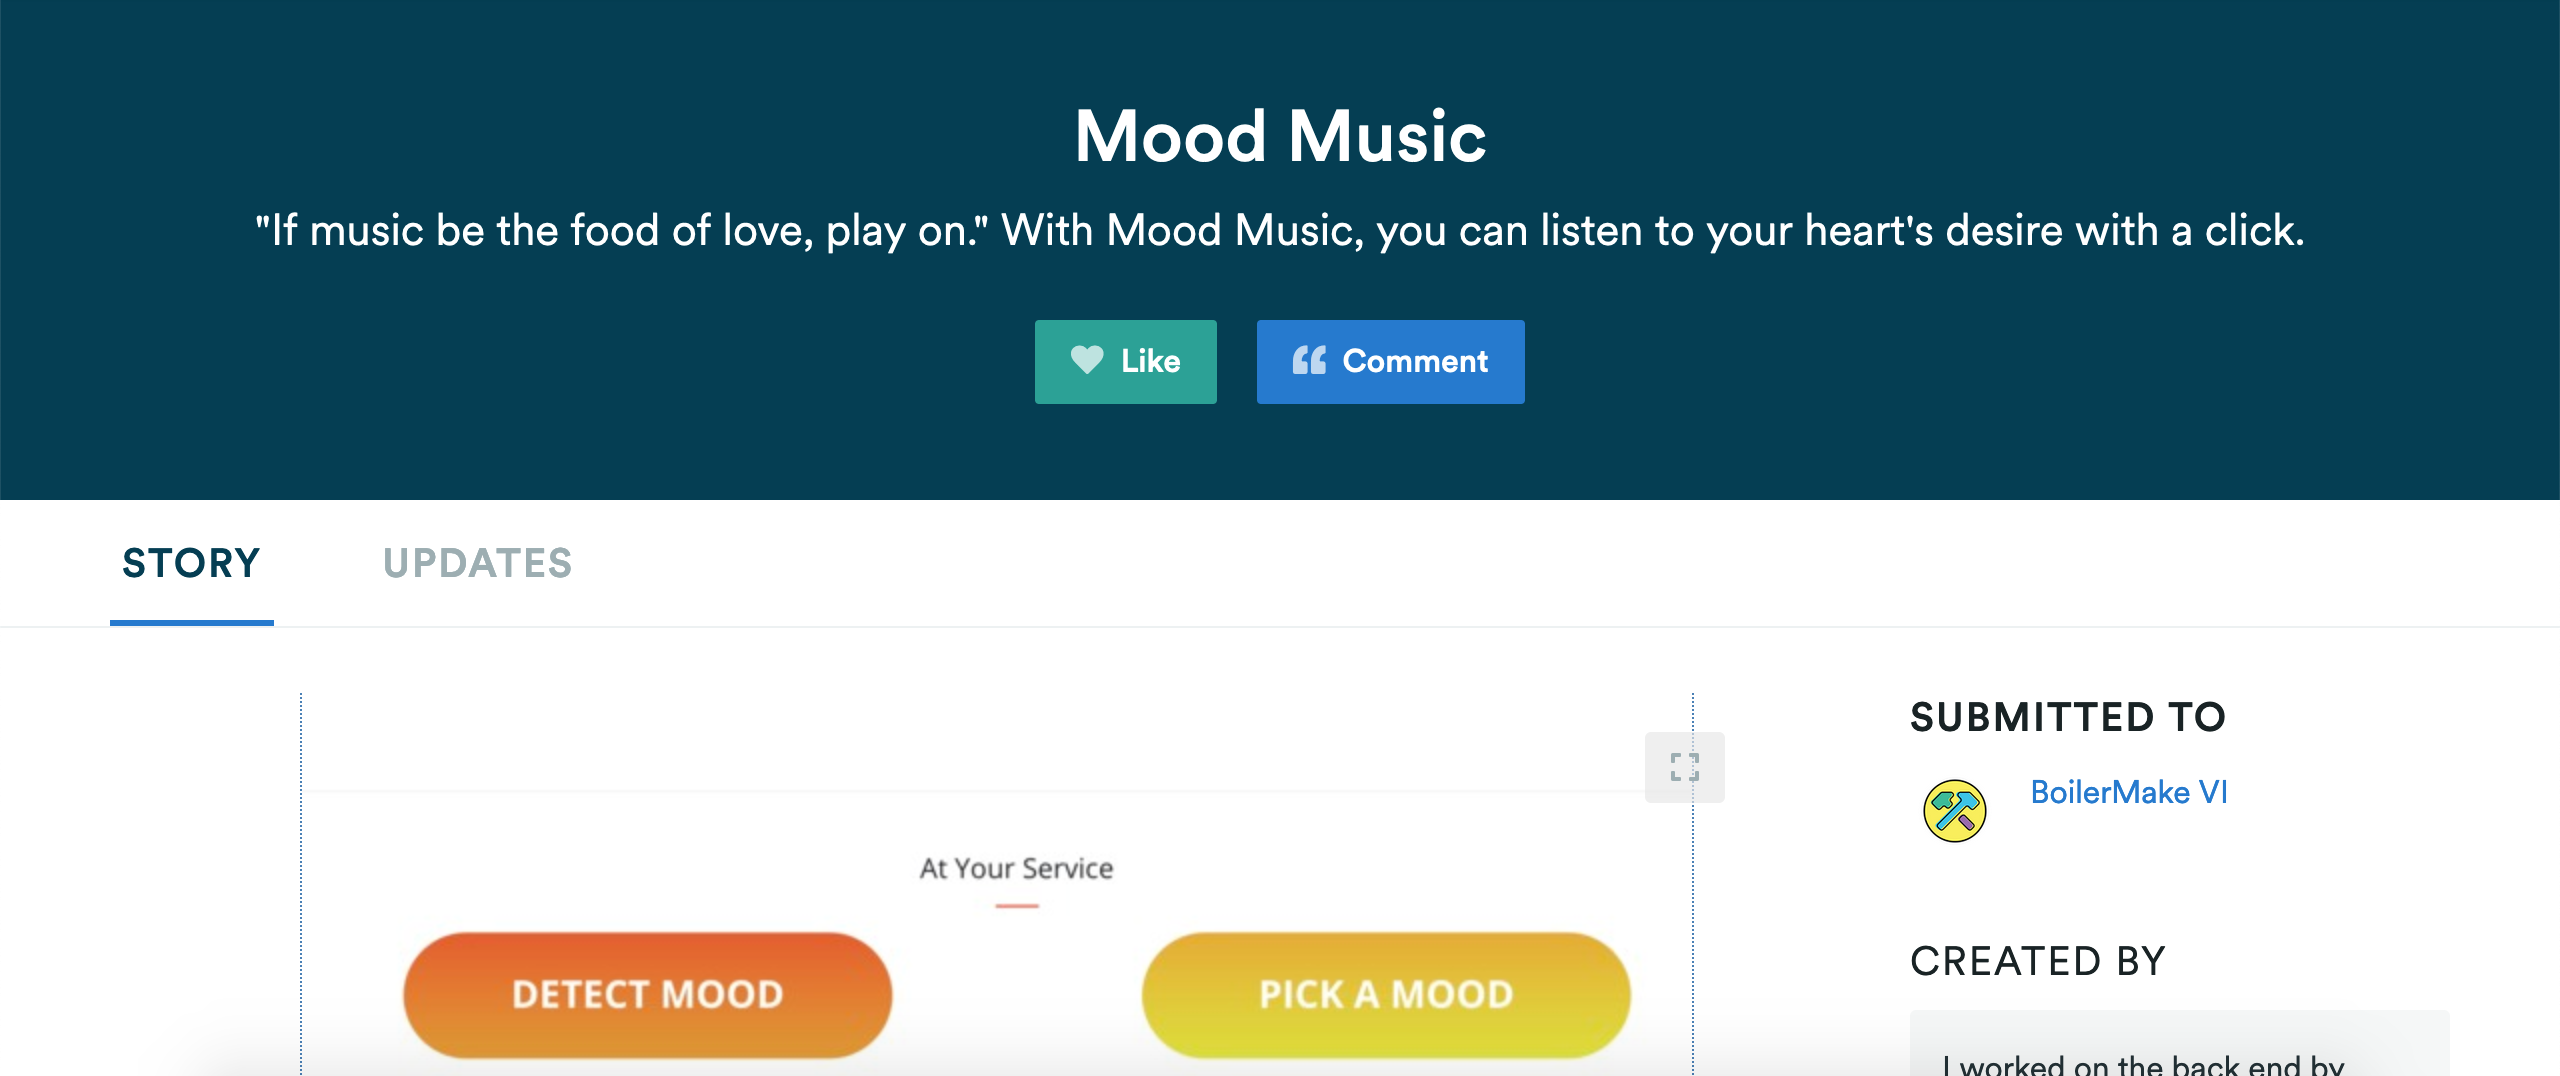 Mood Music
"If music be the food of love, play on." With Mood Music, you can listen to your heart's desire with a click.
Like
Comment
STORY
UPDATES
At Your Service
DETECT MOOD
PICK A MOOD
SUBMITTED TO
BoilerMake VI
CREATED BY
I worked on the back end by